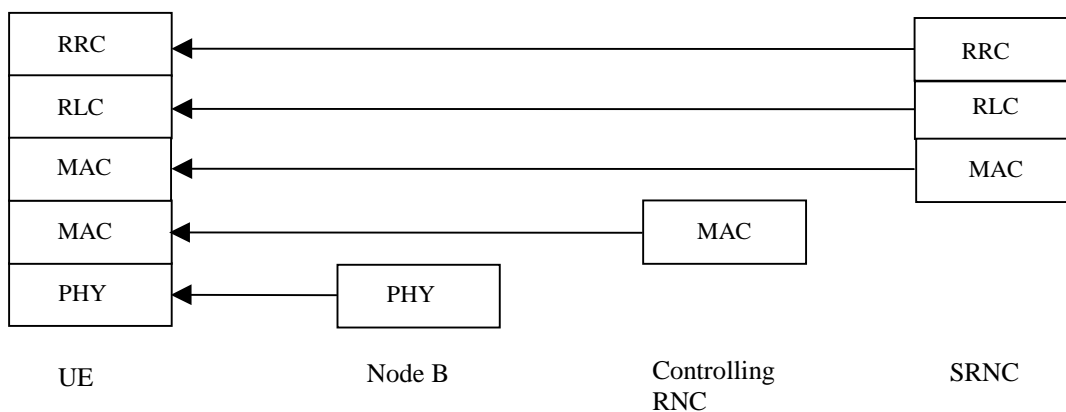 RRC
RRC
RLC
RLC
MAC
MAC
MAC
MAC
PHY
PHY
UE
Node B
Controlling
RNC
SRNC